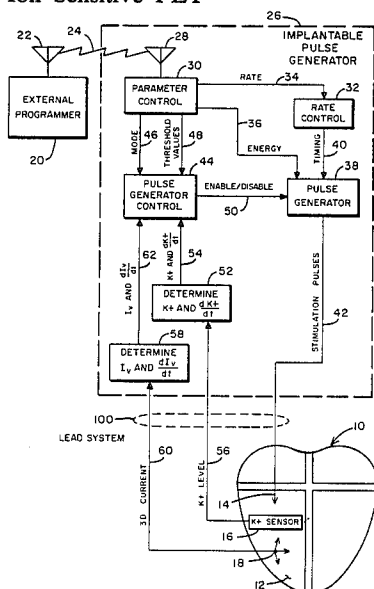 Ion Sensitive FET
26
22
24
28
IMPLANTABLE
PULSE
GENERATOR
EXTERNAL
PROGRAMMER
20
30
PARAMETER
CONTROL
RATE
34
32
RATE
CONTROL
36
46
48
MODE
THRESHOLD
VALUES
44
ENERGY
TIMING
40
38
PULSE
GENERATOR
CONTROL
ENABLE/DISABLE
50
PULSE
GENERATOR
62
54
Iv AND dIv/dt
K+ AND dK+/dt
52
DETERMINE
K+ AND dK+/dt
58
DETERMINE
Iv AND dIv/dt
STIMULATION PULSES
42
100
LEAD SYSTEM
60
56
3D CURRENT
K+ LEVEL
10
14
K+ SENSOR
16
18
12